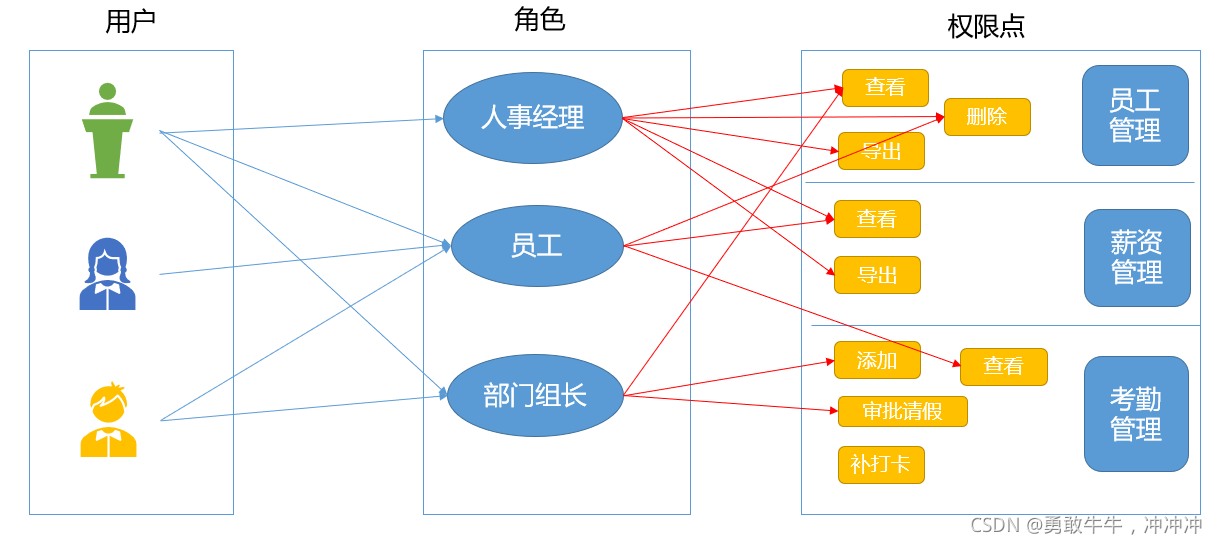 用户
角色
权限点
人事经理
员工
部门组长
查看
删除
导出
员工
管理
查看
导出
薪资
管理
添加
查看
审批请假
补打卡
考勤
管理
CSDN @勇敢牛牛，冲冲冲